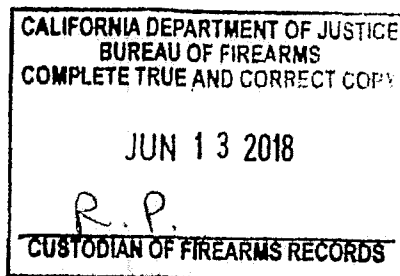 CALIFORNIA DEPARTMENT OF JUSTICE
BUREAU OF FIREARMS
COMPLETE TRUE AND CORRECT COPY
JUN 13 2018
R. P.
CUSTODIAN OF FIREARMS RECORDS